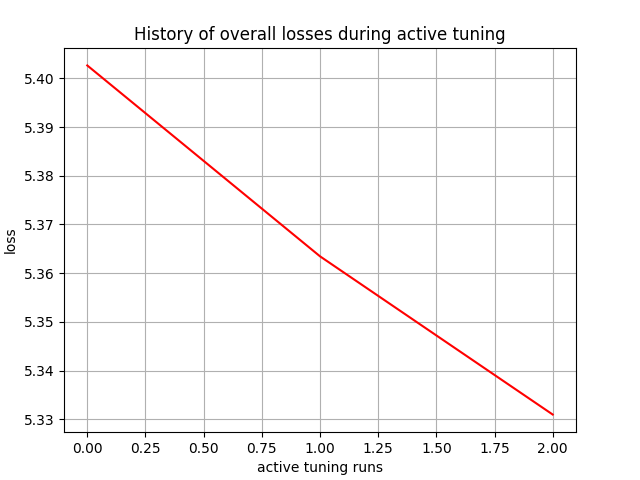 History of overall losses during active tuning
5.40
5.39
5.38
5.37
5.36
5.35
5.34
5.33
loss
0.00 0.25 0.50 0.75 1.00 1.25 1.50 1.75 2.00
active tuning runs